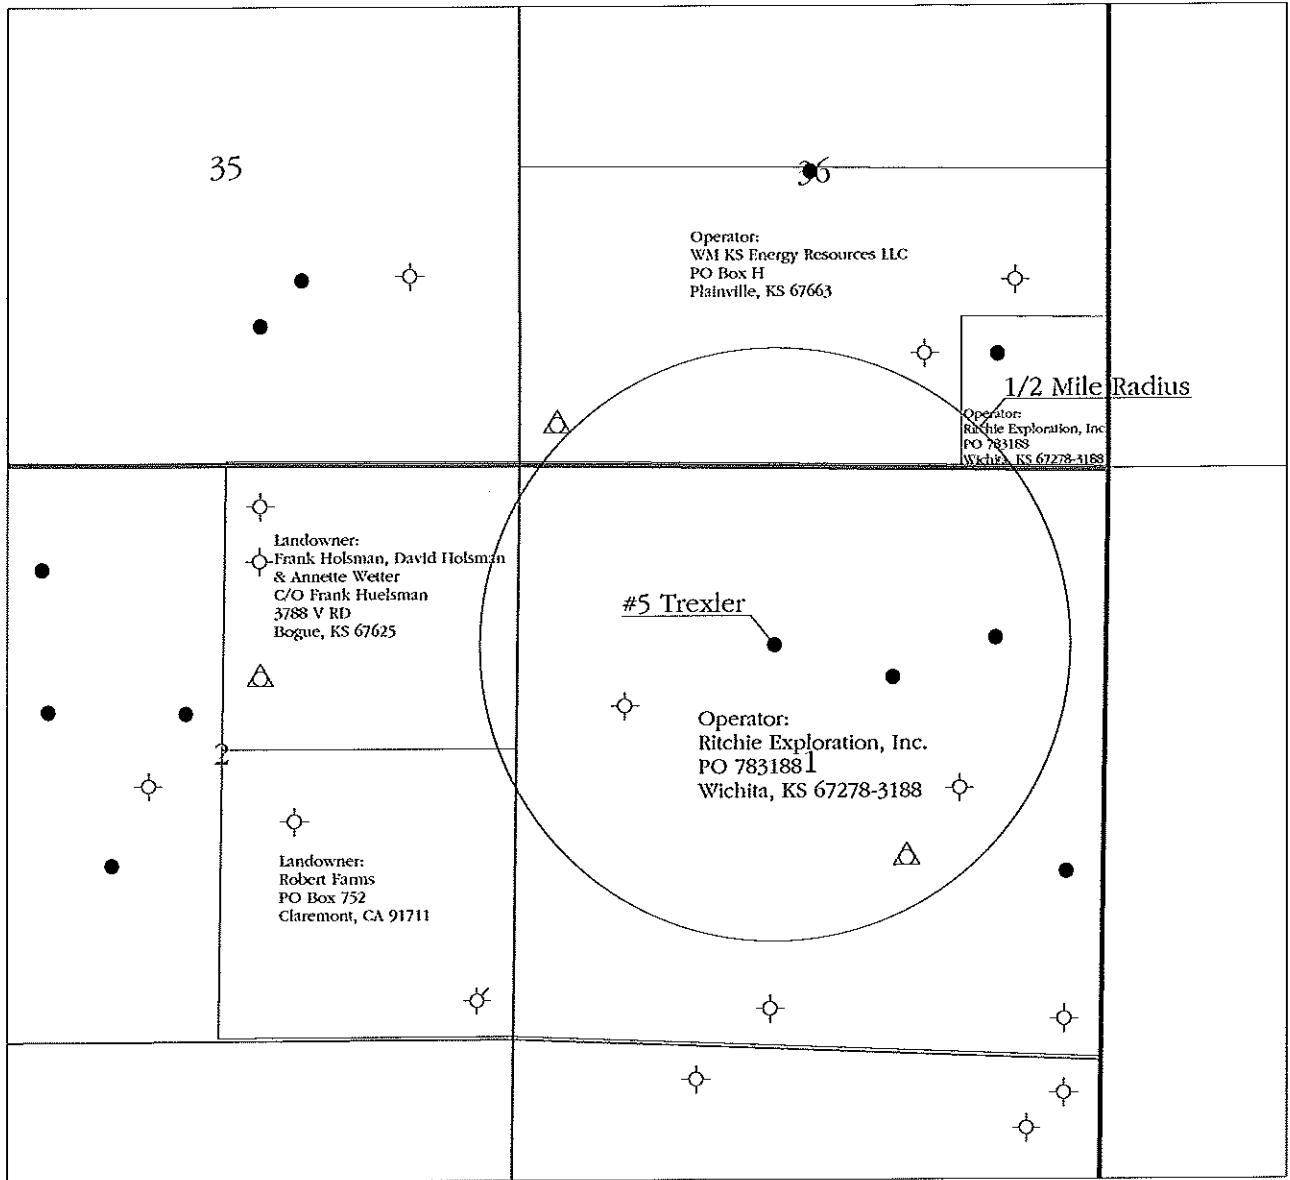 35
36
Operator:
WM KS Energy Resources LLC
PO Box H
Plainville, KS 67663
1/2 Mile Radius
Operator:
Ritchie Exploration, Inc
PO 783188
Wichita, KS 67278-3188
Landowner:
Frank Holsman, David Holsman
& Annette Wetter
C/O Frank Huelsman
3788 V RD
Bogue, KS 67625
#5 Trexler
Operator:
Ritchie Exploration, Inc.
PO 783188
1
Wichita, KS 67278-3188
2
Landowner:
Robert Farms
PO Box 752
Claremont, CA 91711